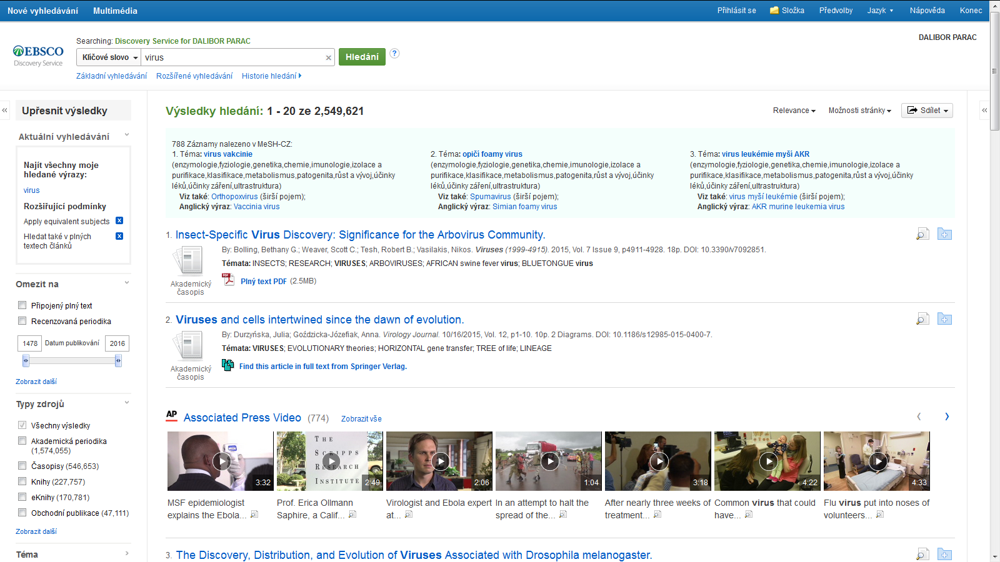 Nové vyhledávání Multimédia Přihlásit se Složka Předvolby Jazyk Nápověda Konec
DALIBOR PARAC
EBSCO
Discovery Service
Searching: Discovery Service for DALIBOR PARAC
Klíčové slovo virus × Hledání ?
Základní vyhledávání Rozšířené vyhledávání Historie hledání
«
Upřesnit výsledky
Aktuální vyhledávání
Najít všechny moje
hledané výrazy:
virus
Rozšiřující podmínky
Apply equivalent subjects x
Hledat také v plných
textech článků x
Omezit na
Připojený plný text
Recenzovaná periodika
1478 Datum publikování 2016
Zobrazit další
Typy zdrojů
Všechny výsledky
Akademická periodika
(1,574,055)
Časopisy (546,653)
Knihy (227,757)
eKnihy (170,781)
Obchodní publikace (47,111)
Zobrazit další
Téma
Výsledky hledání: 1 - 20 ze 2,549,621
Relevance Možnosti stránky Sdílet
«
788 Záznamy nalezeno v MeSH-CZ:
1. Téma: virus vakcinie
(enzymologie,fyziologie,genetika,chemie,imunologie,izolace a
purifikace,klasifikace,metabolismus,patogenita,růst a vývoj,účinky
léků,účinky záření,ultrastruktura)
Viz také: Orthopoxvirus (širší pojem);
Anglický výraz: Vaccinia virus
2. Téma: opičí foamy virus
(enzymologie,fyziologie,genetika,chemie,imunologie,izolace a
purifikace,klasifikace,metabolismus,patogenita,růst a vývoj,účinky
léků,účinky záření,ultrastruktura)
Viz také: Spumavirus (širší pojem);
Anglický výraz: Simian foamy virus
3. Téma: virus leukémie myší AKR
(enzymologie,fyziologie,genetika,chemie,imunologie,izolace a
purifikace,klasifikace,metabolismus,patogenita,růst a vývoj,účinky
léků,účinky záření,ultrastruktura)
Viz také: virus myší leukémie (širší pojem);
Anglický výraz: AKR murine leukemia virus
1. Insect-Specific Virus Discovery: Significance for the Arbovirus Community.
By: Bolling, Bethany G.; Weaver, Scott C.; Tesh, Robert B.; Vasilakis, Nikos. Viruses (1999-4915). 2015, Vol. 7 Issue 9, p4911-4928. 18p. DOI: 10.3390/v7092851.
Témata: INSECTS; RESEARCH; VIRUSES; ARBOVIRUSES; AFRICAN swine fever virus; BLUETONGUE virus
Akademický
časopis
PDF Plný text PDF (2.5MB)
2. Viruses and cells intertwined since the dawn of evolution.
By: Durzyńska, Julia; Goździcka-Józefiak, Anna. Virology Journal. 10/16/2015, Vol. 12, p1-10. 10p. 2 Diagrams. DOI: 10.1186/s12985-015-0400-7.
Témata: VIRUSES; EVOLUTIONARY theories; HORIZONTAL gene transfer; TREE of life; LINEAGE
Akademický
časopis
Find this article in full text from Springer Verlag.
AP Associated Press Video (774) Zobrazit vše
3:32
MSF epidemiologist
explains the Ebola...
THE
SCRIPPS
RESEARCH
INSTITUTE
2:49
Prof. Erica Ollmann
Saphire, a Calif...
2:06
Virologist and Ebola expert
at...
1:04
In an attempt to halt the
spread of the...
3:18
After nearly three weeks of
treatment...
4:22
Common virus that could
have...
4:33
Flu virus put into noses of
volunteers...
3. The Discovery, Distribution, and Evolution of Viruses Associated with Drosophila melanogaster.